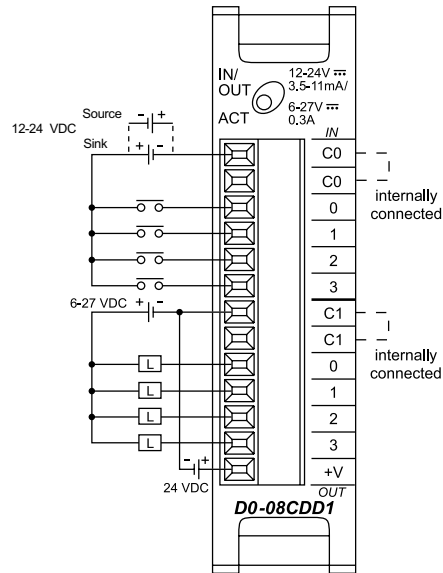 IN/
OUT
ACT
12-24V ⎓
3.5-11mA/
6-27V ⎓
0.3A
Source
- +
12-24 VDC
Sink
+ -
IN
C0
C0
internally
connected
0
1
2
3
6-27 VDC
+ -
C1
C1
internally
connected
L 0
L 1
L 2
L 3
- +
24 VDC
+V
OUT
D0-08CDD1